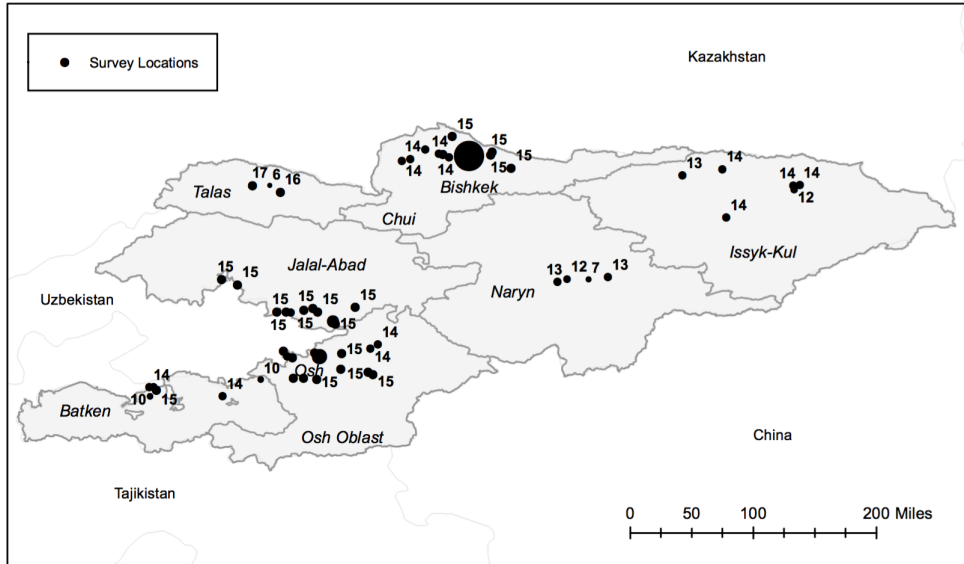 Survey Locations
Kazakhstan
15
14 14 15
14 14 15 15
Bishkek
17 6 16
Talas
Chui
13 14 14 14
12
14
Issyk-Kul
Jalal-Abad
13 12 7 13
Naryn
15 15
Uzbekistan
15 15 15 15
15 15 15
14
15 14
Osh
10
15 15 15
14 14
10 15
Batken
Osh Oblast
China
Tajikistan
0 50 100 200 Miles